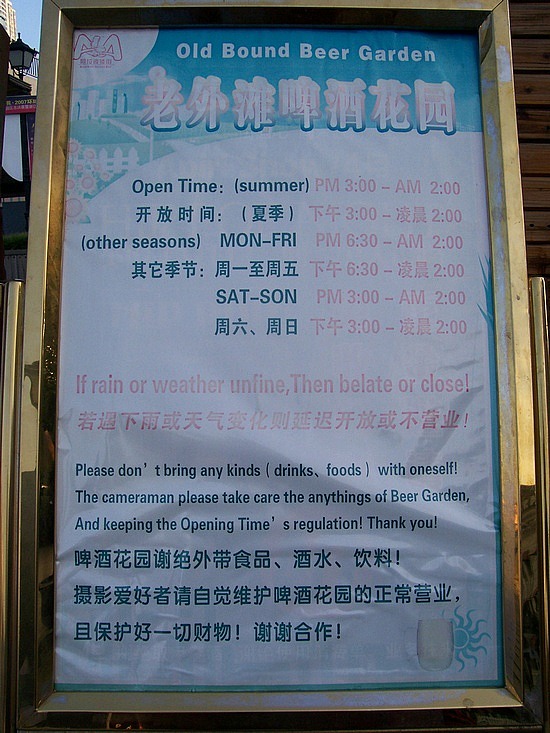 Old Bound Beer Garden
老外滩啤酒花园
Open Time: (summer) PM 3:00 – AM 2:00
开放时间：（夏季）下午 3:00 – 凌晨 2:00
(other seasons) MON–FRI PM 6:30 – AM 2:00
其它季节：周一至周五 下午 6:30 – 凌晨 2:00
SAT–SON PM 3:00 – AM 2:00
周六、周日 下午 3:00 – 凌晨 2:00
If rain or weather unfine,Then belate or close!
若遇下雨或天气变化则延迟开放或不营业！
Please don't bring any kinds ( drinks、foods ) with oneself!
The cameraman please take care the anythings of Beer Garden,
And keeping the Opening Time's regulation! Thank you!
啤酒花园谢绝外带食品、酒水、饮料！
摄影爱好者请自觉维护啤酒花园的正常营业，
且保护好一切财物！谢谢合作！